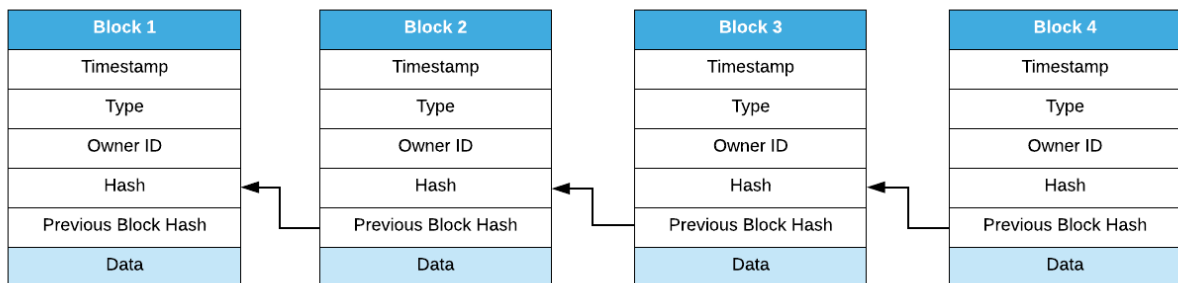 Block 1
Timestamp
Type
Owner ID
Hash
Previous Block Hash
Data
Block 2
Timestamp
Type
Owner ID
Hash
Previous Block Hash
Data
Block 3
Timestamp
Type
Owner ID
Hash
Previous Block Hash
Data
Block 4
Timestamp
Type
Owner ID
Hash
Previous Block Hash
Data